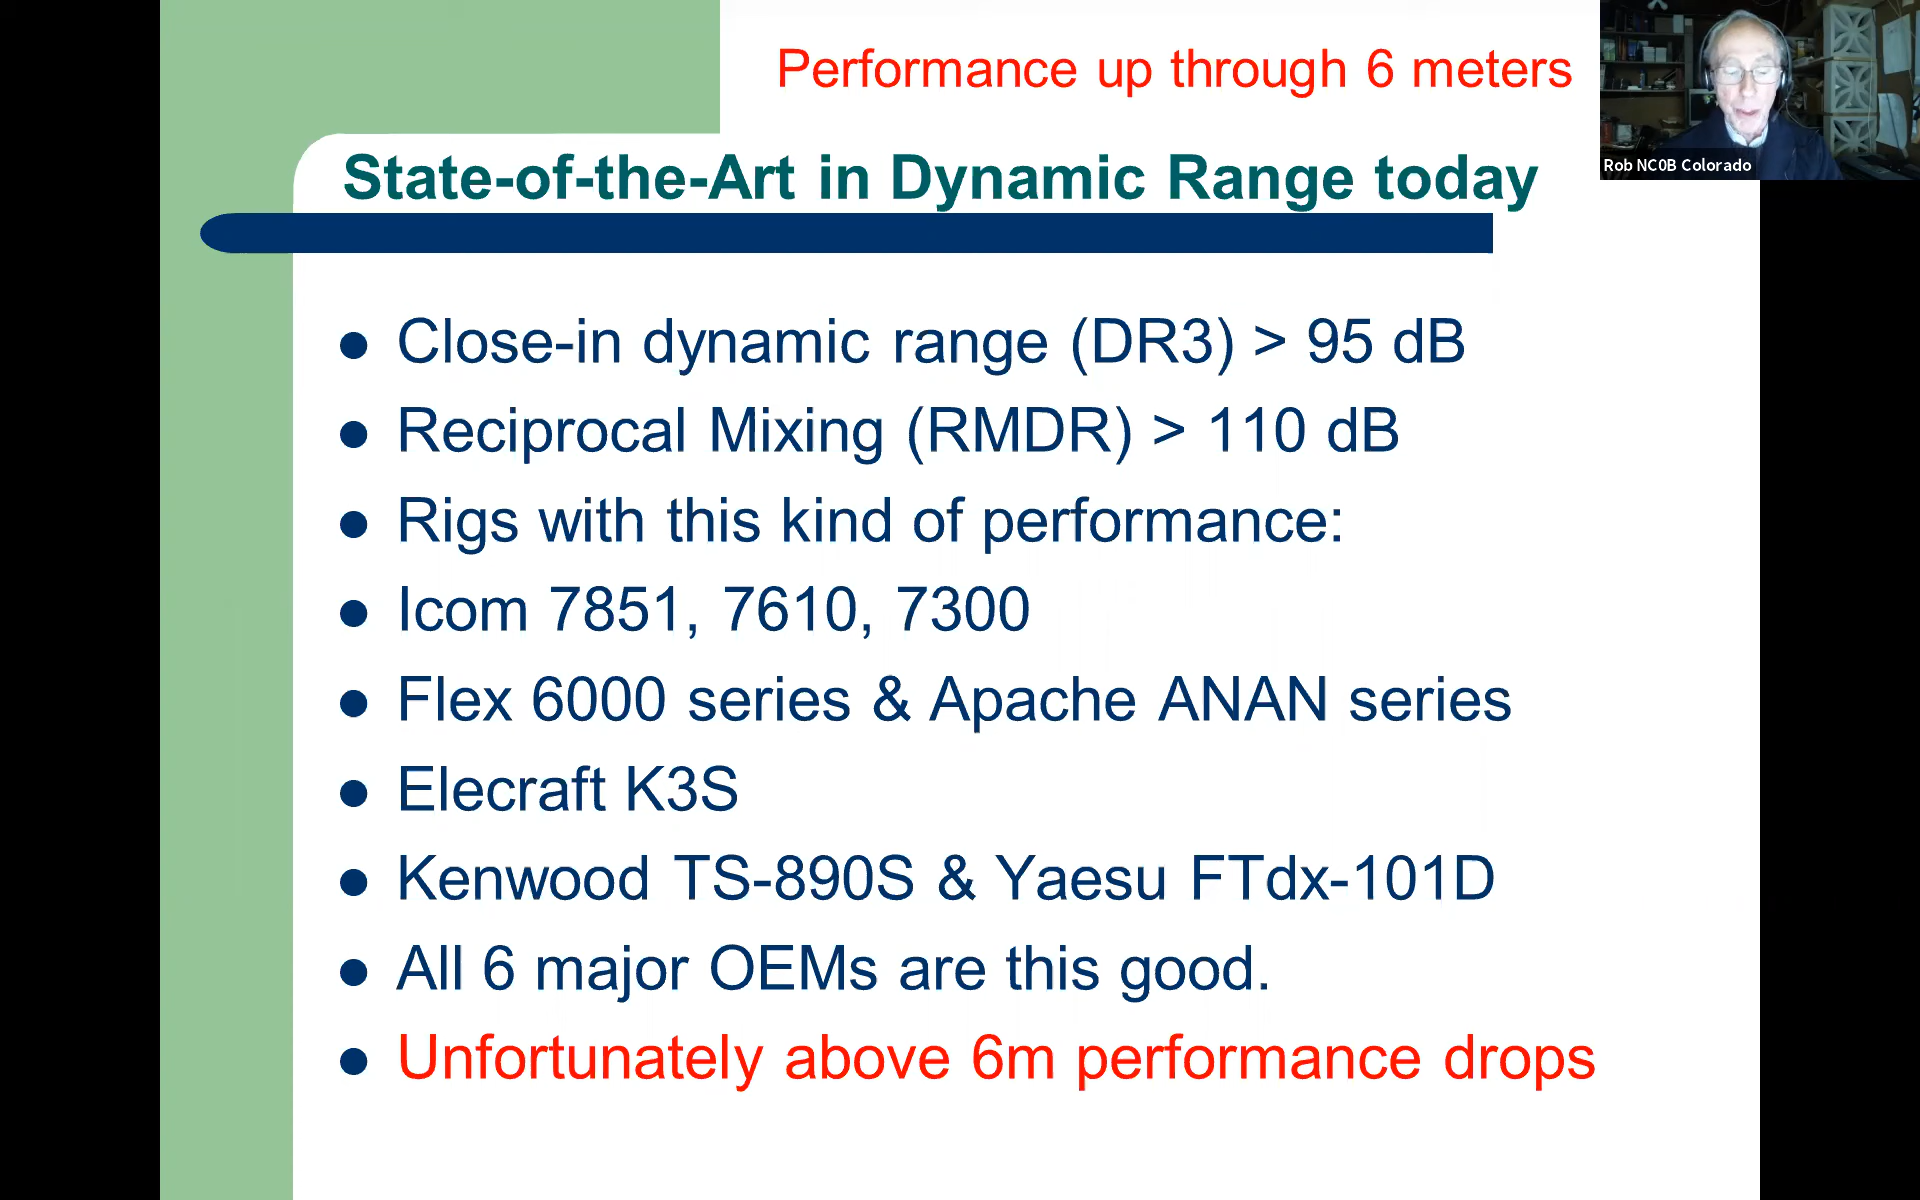 Performance up through 6 meters
Rob NC0B Colorado
State-of-the-Art in Dynamic Range today
Close-in dynamic range (DR3) > 95 dB
Reciprocal Mixing (RMDR) > 110 dB
Rigs with this kind of performance:
Icom 7851, 7610, 7300
Flex 6000 series & Apache ANAN series
Elecraft K3S
Kenwood TS-890S & Yaesu FTdx-101D
All 6 major OEMs are this good.
Unfortunately above 6m performance drops